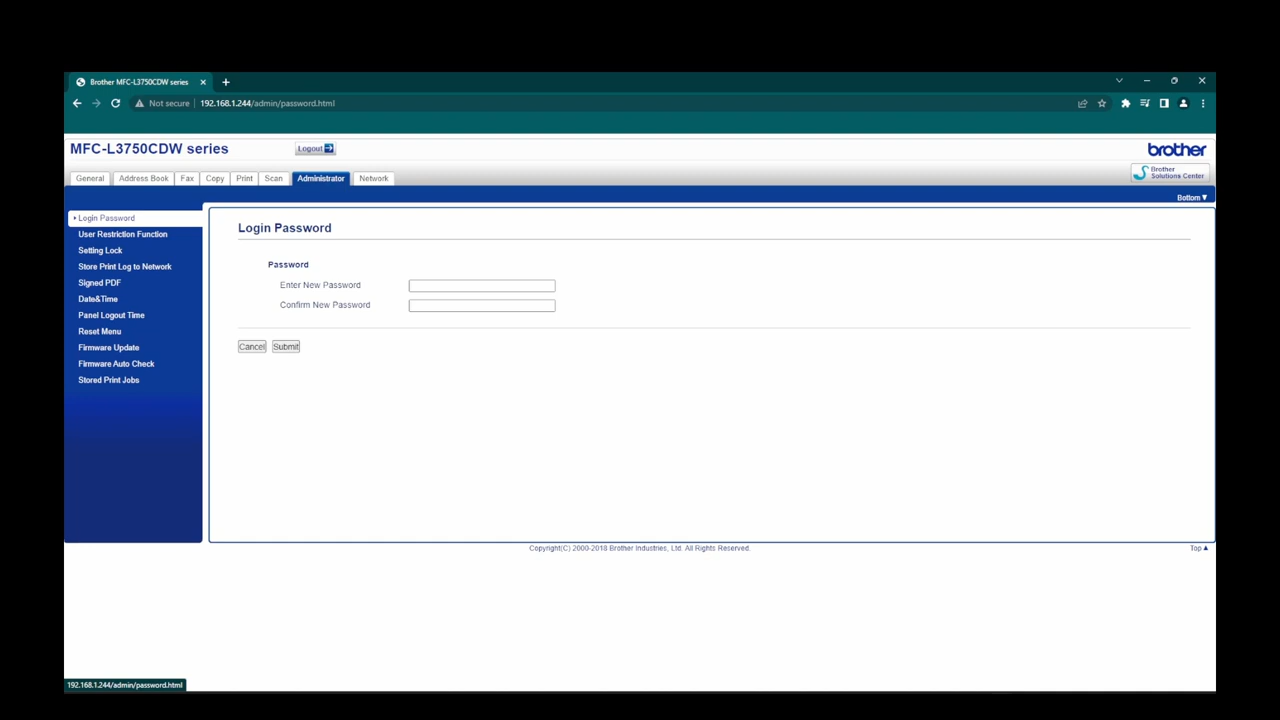 Brother MFC-L3750CDW series
Not secure 192.168.1.244/admin/password.html
MFC-L3750CDW series
Logout
brother
General Address Book Fax Copy Print Scan Administrator Network
Brother
Solutions Center
Bottom▼
Login Password
User Restriction Function
Setting Lock
Store Print Log to Network
Signed PDF
Date&Time
Panel Logout Time
Reset Menu
Firmware Update
Firmware Auto Check
Stored Print Jobs
Login Password
Password
Enter New Password
Confirm New Password
Cancel Submit
Copyright(C) 2000-2018 Brother Industries, Ltd. All Rights Reserved.
Top▲
192.168.1.244/admin/password.html